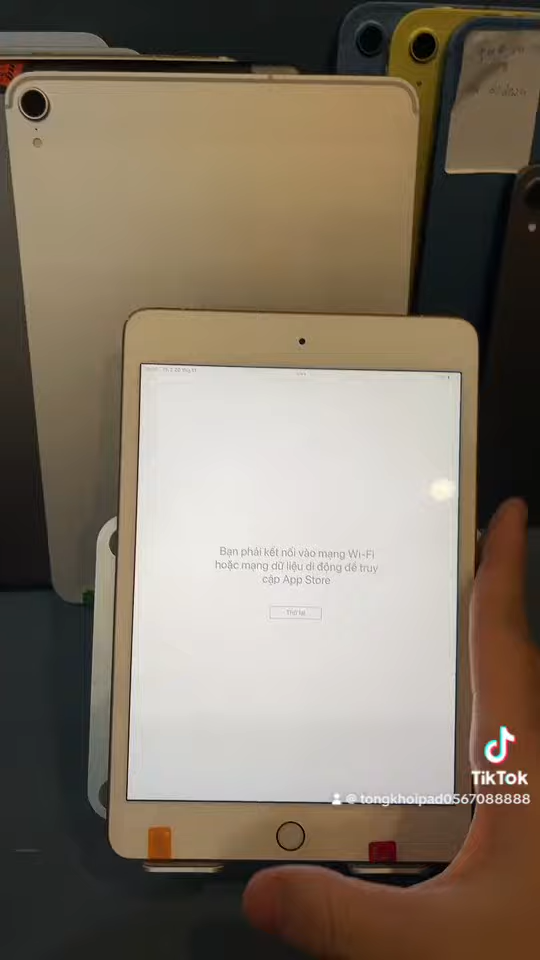 Bạn phải kết nối vào mạng Wi-Fi
hoặc mạng dữ liệu di động để truy
cập App Store
Thử lại
TikTok
@tongkhoipad0567088888